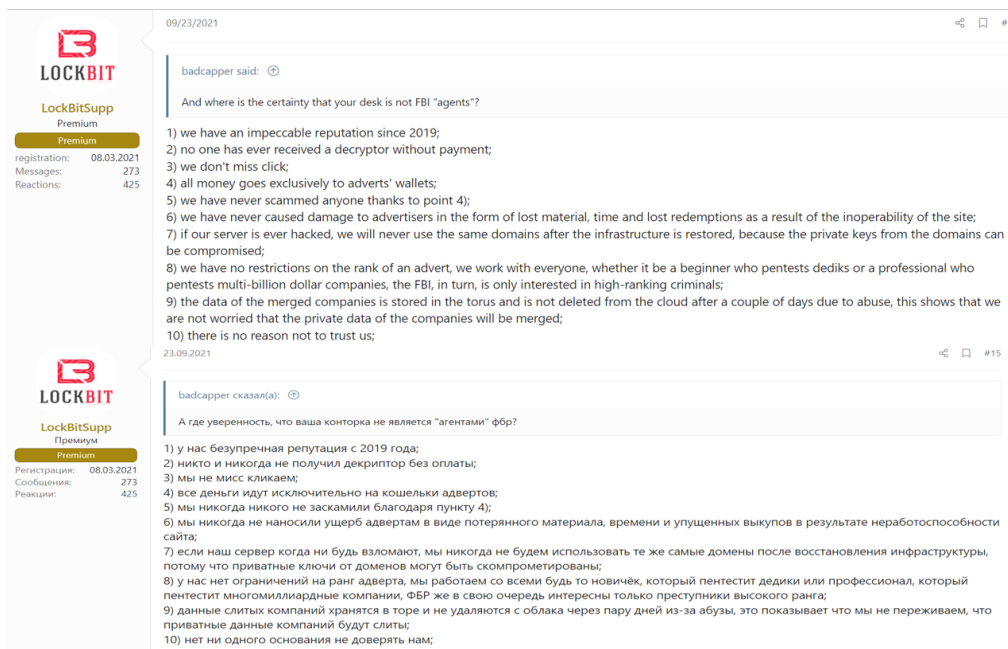 09/23/2021
#
LOCKBIT
badcapper said:
LockBitSupp
And where is the certainty that your desk is not FBI "agents"?
Premium
Premium
registration: 08.03.2021
Messages: 273
Reactions: 425
1) we have an impeccable reputation since 2019;
2) no one has ever received a decryptor without payment;
3) we don't miss click;
4) all money goes exclusively to adverts' wallets;
5) we have never scammed anyone thanks to point 4);
6) we have never caused damage to advertisers in the form of lost material, time and lost redemptions as a result of the inoperability of the site;
7) if our server is ever hacked, we will never use the same domains after the infrastructure is restored, because the private keys from the domains can
be compromised;
8) we have no restrictions on the rank of an advert, we work with everyone, whether it be a beginner who pentests dediks or a professional who
pentests multi-billion dollar companies, the FBI, in turn, is only interested in high-ranking criminals;
9) the data of the merged companies is stored in the torus and is not deleted from the cloud after a couple of days due to abuse, this shows that we
are not worried that the private data of the companies will be merged;
10) there is no reason not to trust us;
23.09.2021
#15
LOCKBIT
badcapper сказал(а):
LockBitSupp
А где уверенность, что ваша конторка не является "агентами" фбр?
Премиум
Premium
Регистрация: 08.03.2021
Сообщения: 273
Реакции: 425
1) у нас безупречная репутация с 2019 года;
2) никто и никогда не получил декриптор без оплаты;
3) мы не мисс кликаем;
4) все деньги идут исключительно на кошельки адвертов;
5) мы никогда никого не заскамили благодаря пункту 4);
6) мы никогда не наносили ущерб адвертам в виде потерянного материала, времени и упущенных выкупов в результате неработоспособности
сайта;
7) если наш сервер когда ни будь взломают, мы никогда не будем использовать те же самые домены после восстановления инфраструктуры,
потому что приватные ключи от доменов могут быть скомпрометированы;
8) у нас нет ограничений на ранг адверта, мы работаем со всеми будь то новичёк, который пентестит дедики или профессионал, который
пентестит многомиллиардные компании, ФБР же в свою очередь интересны только преступники высокого ранга;
9) данные слитых компаний хранятся в торе и не удаляются с облака через пару дней из-за абузы, это показывает что мы не переживаем, что
приватные данные компаний будут слиты;
10) нет ни одного основания не доверять нам;